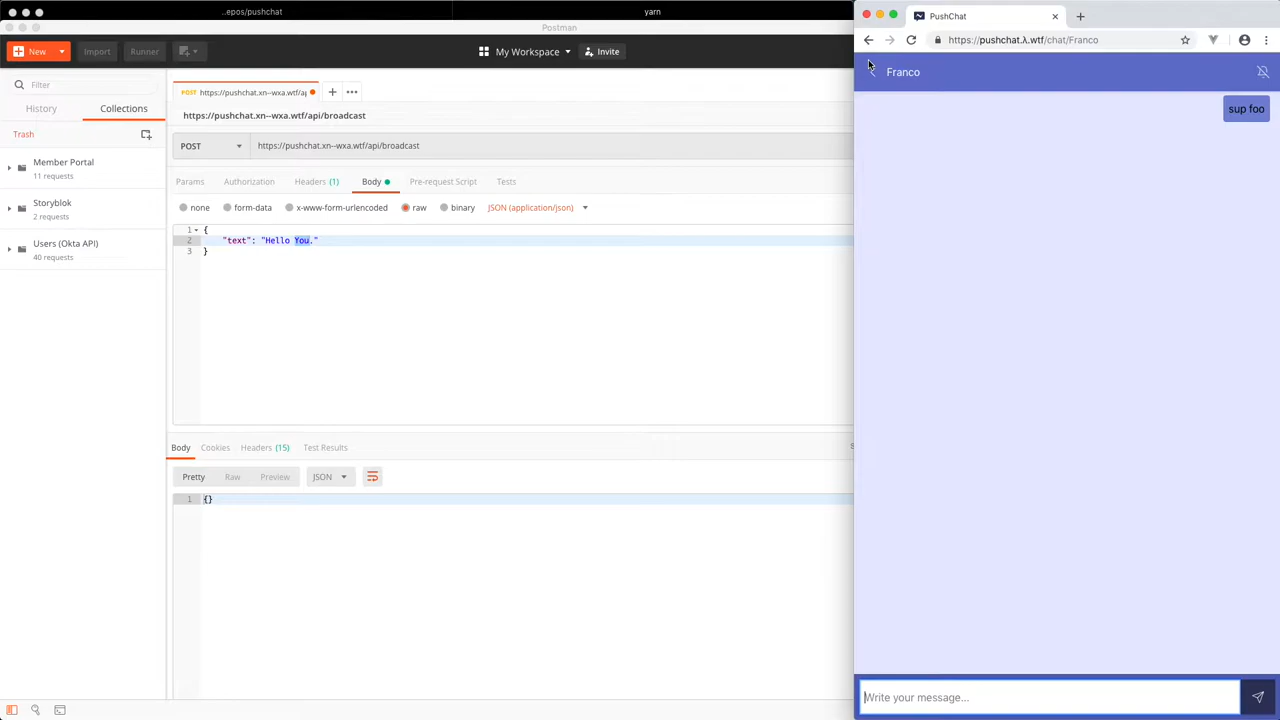 ..epos/pushchat
yarn
Postman
New
Import
Runner
My Workspace
Invite
Filter
History
Collections
Trash
Member Portal
11 requests
Storyblok
2 requests
Users (Okta API)
40 requests
POST https://pushchat.xn--wxa.wtf/ap
https://pushchat.xn--wxa.wtf/api/broadcast
POST
https://pushchat.xn--wxa.wtf/api/broadcast
Params
Authorization
Headers (1)
Body
Pre-request Script
Tests
none
form-data
x-www-form-urlencoded
raw
binary
JSON (application/json)
1 {
2 "text": "Hello You."
3 }
Body
Cookies
Headers (15)
Test Results
Pretty
Raw
Preview
JSON
1 {}
PushChat
https://pushchat.λ.wtf/chat/Franco
Franco
sup foo
Write your message...